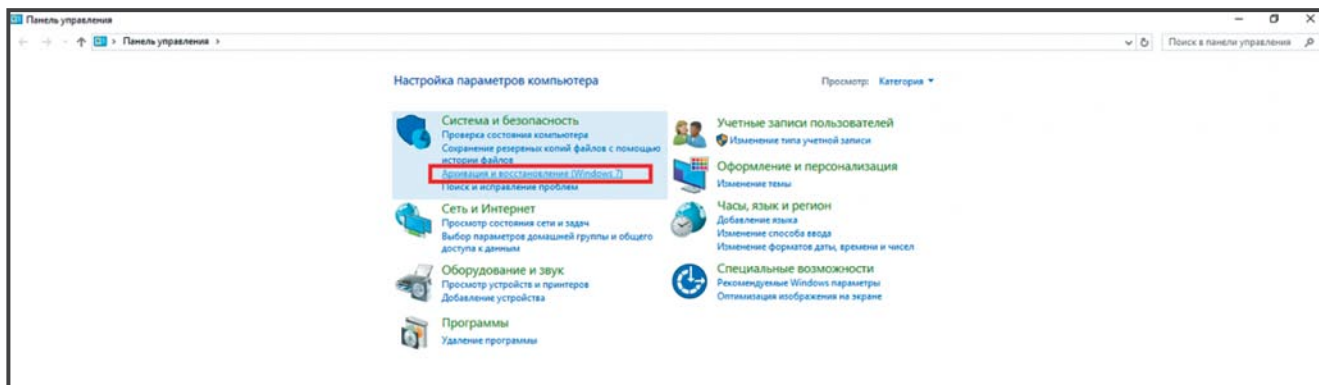 Панель управления
Панель управления
Поиск в панели управления
Настройка параметров компьютера
Просмотр: Категория
Система и безопасность
Проверка состояния компьютера
Сохранение резервных копий файлов с помощью
истории файлов
Архивация и восстановление (Windows 7)
Поиск и исправление проблем
Сеть и Интернет
Просмотр состояния сети и задач
Выбор параметров домашней группы и общего
доступа к данным
Оборудование и звук
Просмотр устройств и принтеров
Добавление устройства
Программы
Удаление программы
Учетные записи пользователей
Изменение типа учетной записи
Оформление и персонализация
Изменение темы
Часы, язык и регион
Добавление языка
Изменение способа ввода
Изменение форматов даты, времени и чисел
Специальные возможности
Рекомендуемые Windows параметры
Оптимизация изображения на экране